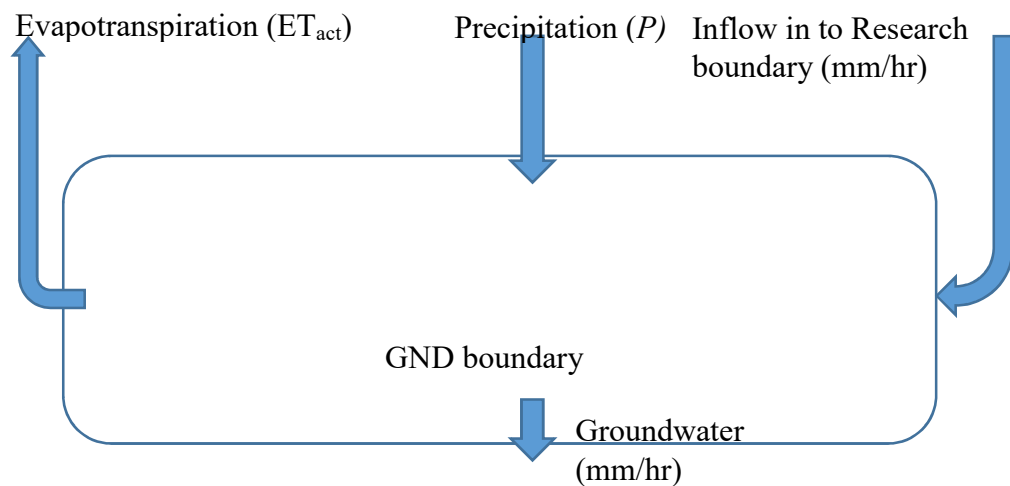 Evapotranspiration (ETact)
Precipitation (P)
Inflow in to Research
boundary (mm/hr)
GND boundary
Groundwater
(mm/hr)